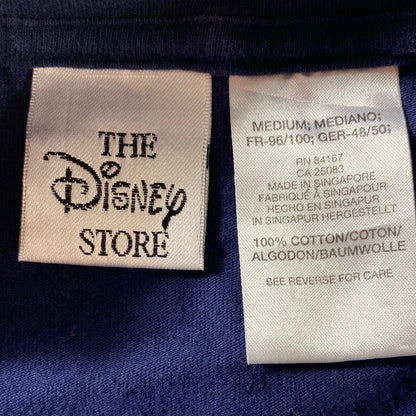 THE
Disney
STORE
MEDIUM; MEDIANO;
FR-96/100; GER-48/50;
RN 84167
CA 25083
MADE IN SINGAPORE
FABRIQUÉ À SINGAPOUR
HECHO EN SINGAPUR
IN SINGAPUR HERGESTELLT
100% COTTON/COTON/
ALGODON/BAUMWOLLE
SEE REVERSE FOR CARE